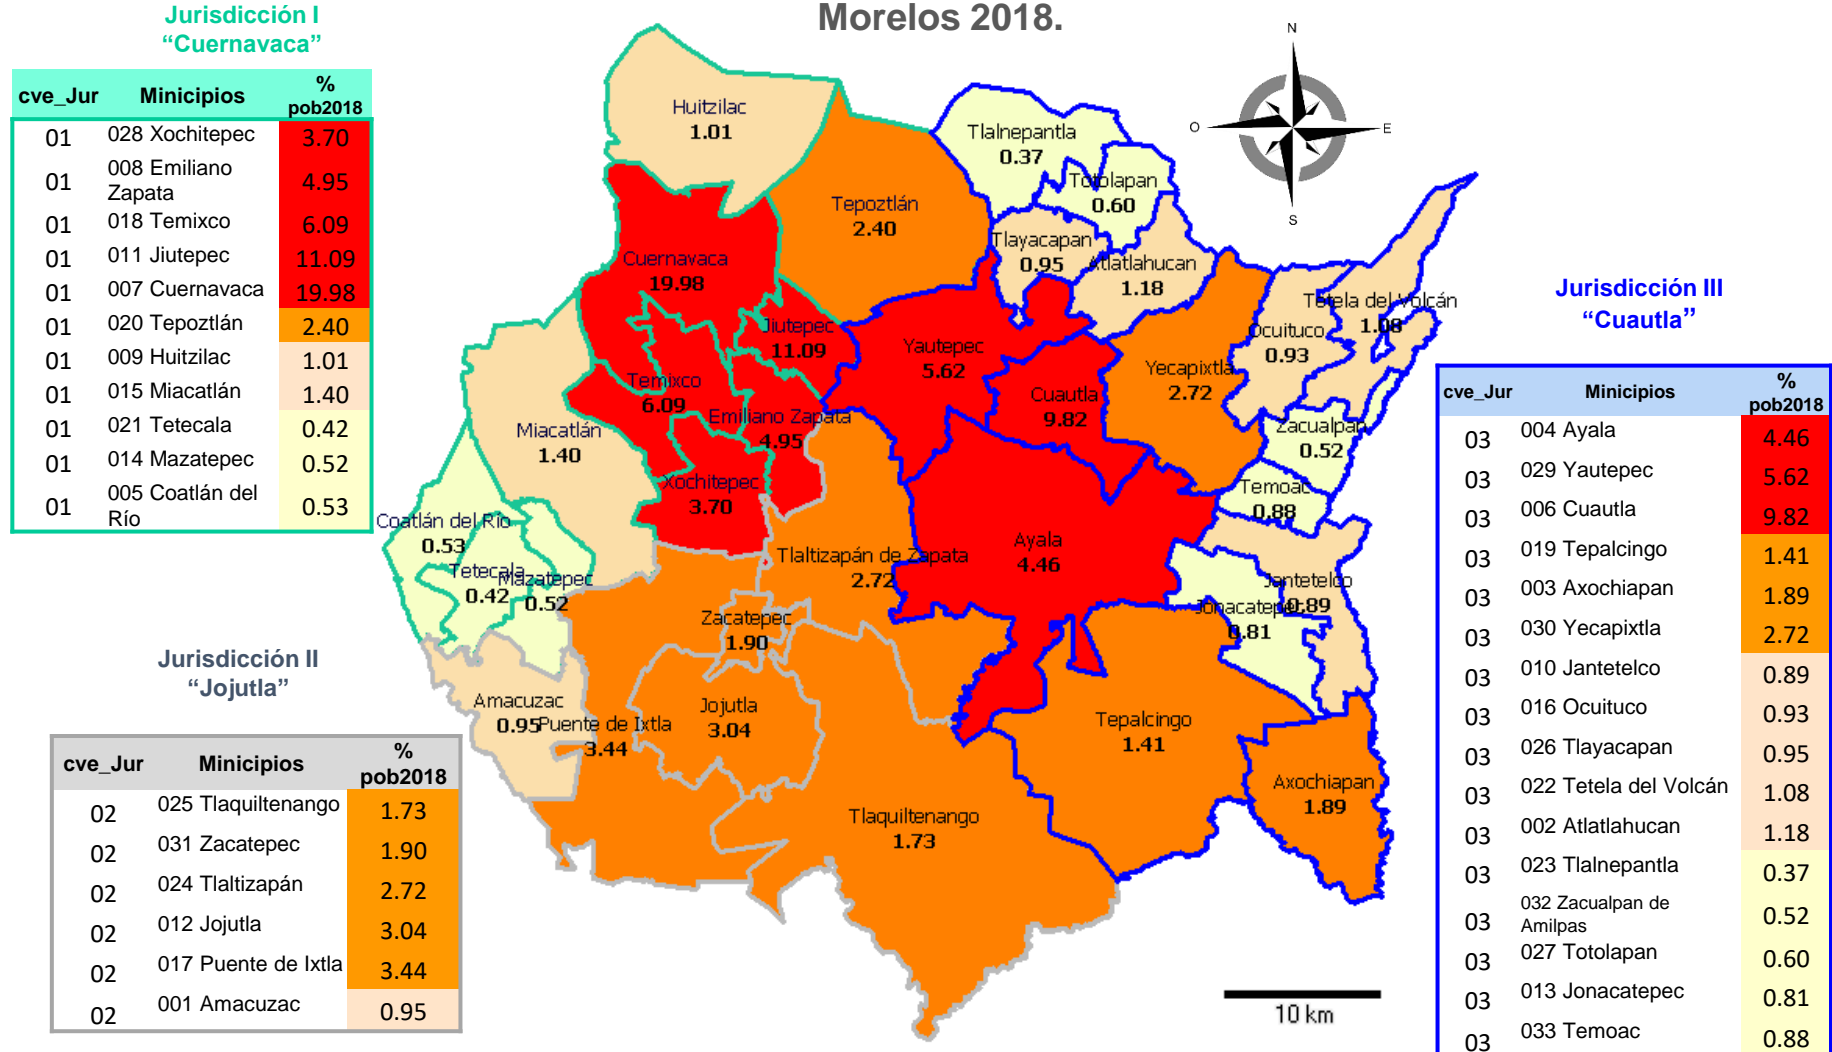 Morelos 2018.
Jurisdicción I
“Cuernavaca”
cve_Jur Minicipios % pob2018
01 028 Xochitepec 3.70
01 008 Emiliano Zapata 4.95
01 018 Temixco 6.09
01 011 Jiutepec 11.09
01 007 Cuernavaca 19.98
01 020 Tepoztlán 2.40
01 009 Huitzilac 1.01
01 015 Miacatlán 1.40
01 021 Tetecala 0.42
01 014 Mazatepec 0.52
01 005 Coatlán del Río 0.53
Jurisdicción II
“Jojutla”
cve_Jur Minicipios % pob2018
02 025 Tlaquiltenango 1.73
02 031 Zacatepec 1.90
02 024 Tlaltizapán 2.72
02 012 Jojutla 3.04
02 017 Puente de Ixtla 3.44
02 001 Amacuzac 0.95
N
O
E
S
Huitzilac
1.01
Tlalnepantla
0.37
Totolapan
0.60
Tepoztlán
2.40
Tlayacapan
0.95
Atlatlahucan
1.18
Cuernavaca
19.98
Tetela del Volcán
1.08
Jiutepec
11.09
Ocuituco
0.93
Yautepec
5.62
Yecapixtla
2.72
Temixco
6.09
Cuautla
9.82
Emiliano Zapata
4.95
Zacualpan
0.52
Miacatlán
1.40
Xochitepec
3.70
Temoac
0.88
Coatlán del Río
0.53
Ayala
4.46
Tlaltizapán de Zapata
2.72
Tetecala
0.42
Mazatepec
0.52
Jantetelco
0.89
Jonacatepec
0.81
Zacatepec
1.90
Amacuzac
0.95
Puente de Ixtla
3.44
Jojutla
3.04
Tepalcingo
1.41
Axochiapan
1.89
Tlaquiltenango
1.73
10 km
Jurisdicción III
“Cuautla”
cve_Jur Minicipios % pob2018
03 004 Ayala 4.46
03 029 Yautepec 5.62
03 006 Cuautla 9.82
03 019 Tepalcingo 1.41
03 003 Axochiapan 1.89
03 030 Yecapixtla 2.72
03 010 Jantetelco 0.89
03 016 Ocuituco 0.93
03 026 Tlayacapan 0.95
03 022 Tetela del Volcán 1.08
03 002 Atlatlahucan 1.18
03 023 Tlalnepantla 0.37
03 032 Zacualpan de Amilpas 0.52
03 027 Totolapan 0.60
03 013 Jonacatepec 0.81
03 033 Temoac 0.88